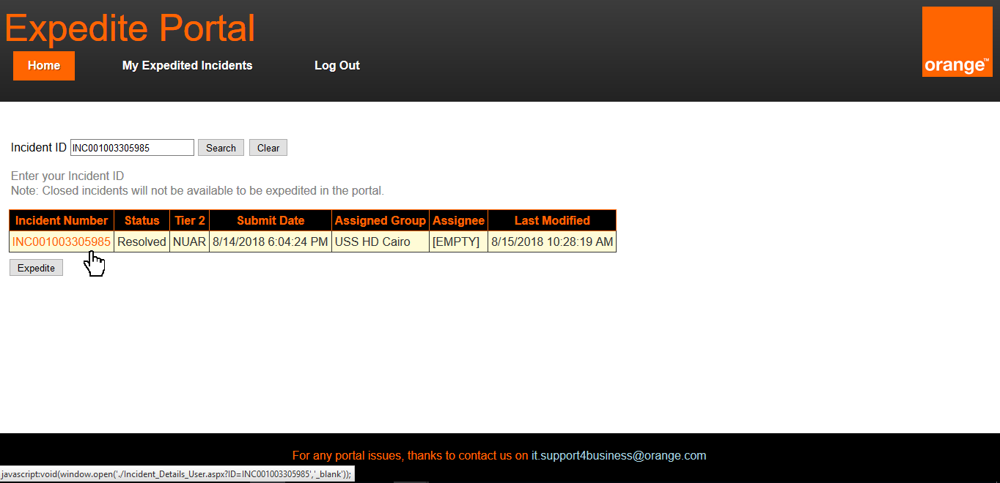 Expedite Portal
Home My Expedited Incidents Log Out
orange™
Incident ID INC001003305985 Search Clear
Enter your Incident ID
Note: Closed incidents will not be available to be expedited in the portal.
Incident Number Status Tier 2 Submit Date Assigned Group Assignee Last Modified
INC001003305985 Resolved NUAR 8/14/2018 6:04:24 PM USS HD Cairo [EMPTY] 8/15/2018 10:28:19 AM
Expedite
For any portal issues, thanks to contact us on it.support4business@orange.com
javascript:void(window.open('./Incident_Details_User.aspx?ID=INC001003305985','_blank'));